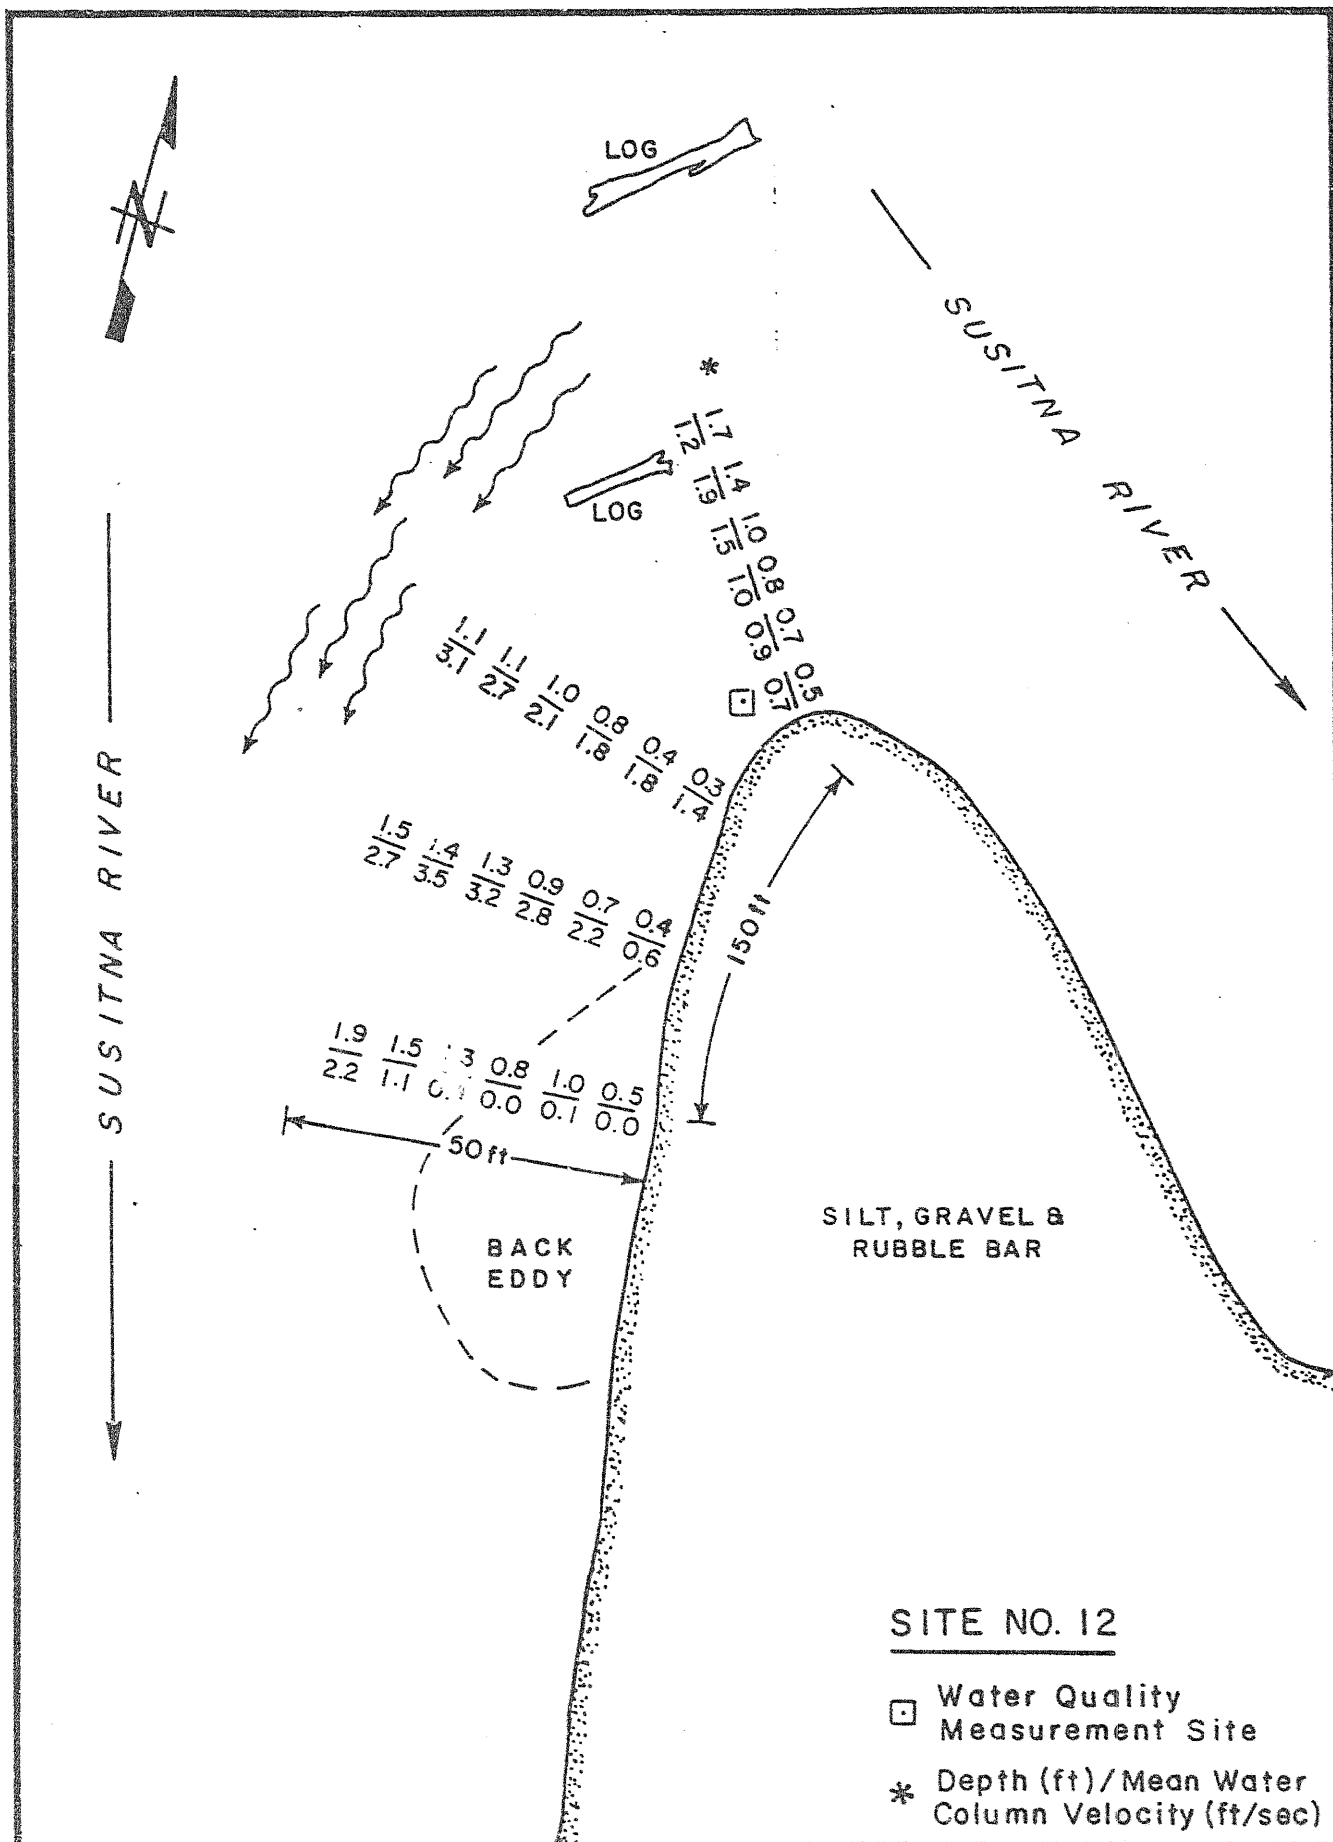 N
LOG
SUSITNA RIVER
*
1.7/1.2 1.4/1.9 1.0/1.5 0.8/1.0 0.7/0.9 0.5/0.7
LOG
1.1/3.1 1.1/2.7 1.0/2.1 0.8/1.8 0.4/1.8 0.3/1.4
1.5/2.7 1.4/3.5 1.3/3.2 0.9/2.8 0.7/2.2 0.4/0.6
150 ft
SUSITNA RIVER
1.9/2.2 1.5/1.1 0.8/0.0 1.0/0.1 0.5/0.0
50 ft
BACK
EDDY
SILT, GRAVEL &
RUBBLE BAR
SITE NO. 12
Water Quality
Measurement Site
* Depth (ft) / Mean Water
Column Velocity (ft/sec)